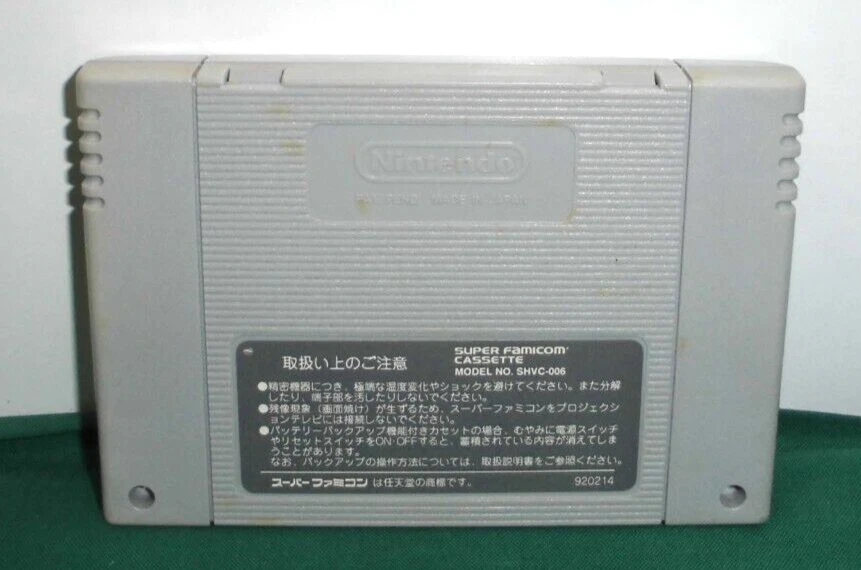 Nintendo
PAT. PEND. MADE IN JAPAN
取扱い上のご注意
SUPER FAMICOM
CASSETTE
MODEL NO. SHVC-006
●精密機器につき、極端な温度変化やショックを避けてください。また分解
したり、端子部を汚したりしないでください。
●残像現象（画面焼け）が生ずるため、スーパーファミコンをプロジェクシ
ョンテレビには接続しないでください。
●バッテリーバックアップ機能付きカセットの場合、むやみに電源スイッチ
やリセットスイッチをON・OFFすると、蓄積されている内容が消えてしま
うことがあります。
なお、バックアップの操作方法については、取扱説明書をご参照ください。
スーパーファミコンは任天堂の商標です。
920214